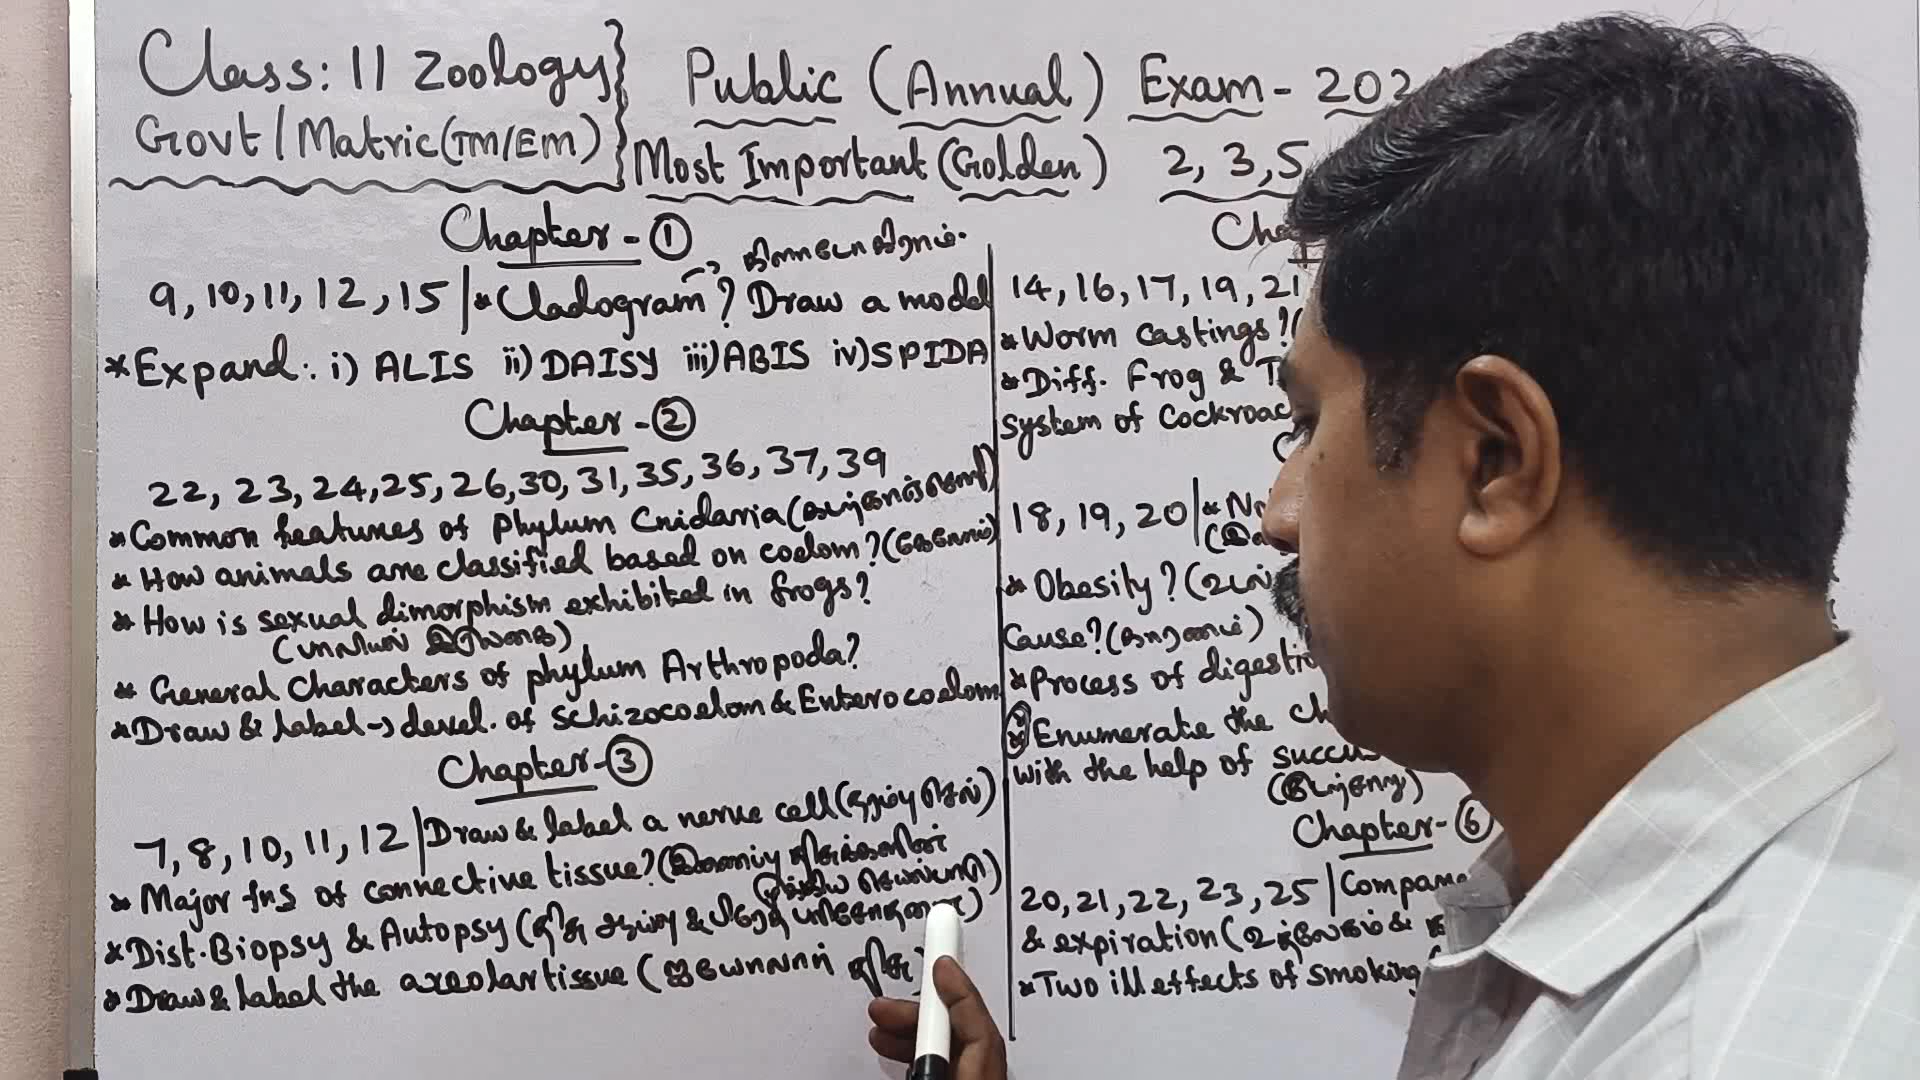 Class: 11 Zoology
Govt/Matric(TM/EM)
Public (Annual) Exam - 202
Most Important (Golden) 2, 3, 5
Chapter - ①
9, 10, 11, 12, 15 | * Cladogram? Draw a model
* Expand: i) ALIS ii) DAISY iii) ABIS iv) SPIDA
Chapter - ②
22, 23, 24, 25, 26, 30, 31, 35, 36, 37, 39
* Common features of phylum Cnidaria
* How animals are classified based on coelom?
* How is sexual dimorphism exhibited in frogs?
* General Characters of phylum Arthropoda?
* Draw & label → devel. of Schizocoelom & Enterocoelom
Chapter - ③
7, 8, 10, 11, 12 | Draw & label a nerve cell (நரம்பு செல்)
* Major fns of connective tissue?
* Dist. Biopsy & Autopsy
* Draw & label the areolar tissue
14, 16, 17, 19, 21
* Worm castings?
* Diff. Frog &
system of Cockroac
18, 19, 20 |
* Obesity?
Cause? (காரணம்)
* Process of digestio
* Enumerate the
with the help of succu
Chapter - ⑥
20, 21, 22, 23, 25 | Compa
& expiration
* Two ill effects of smoking